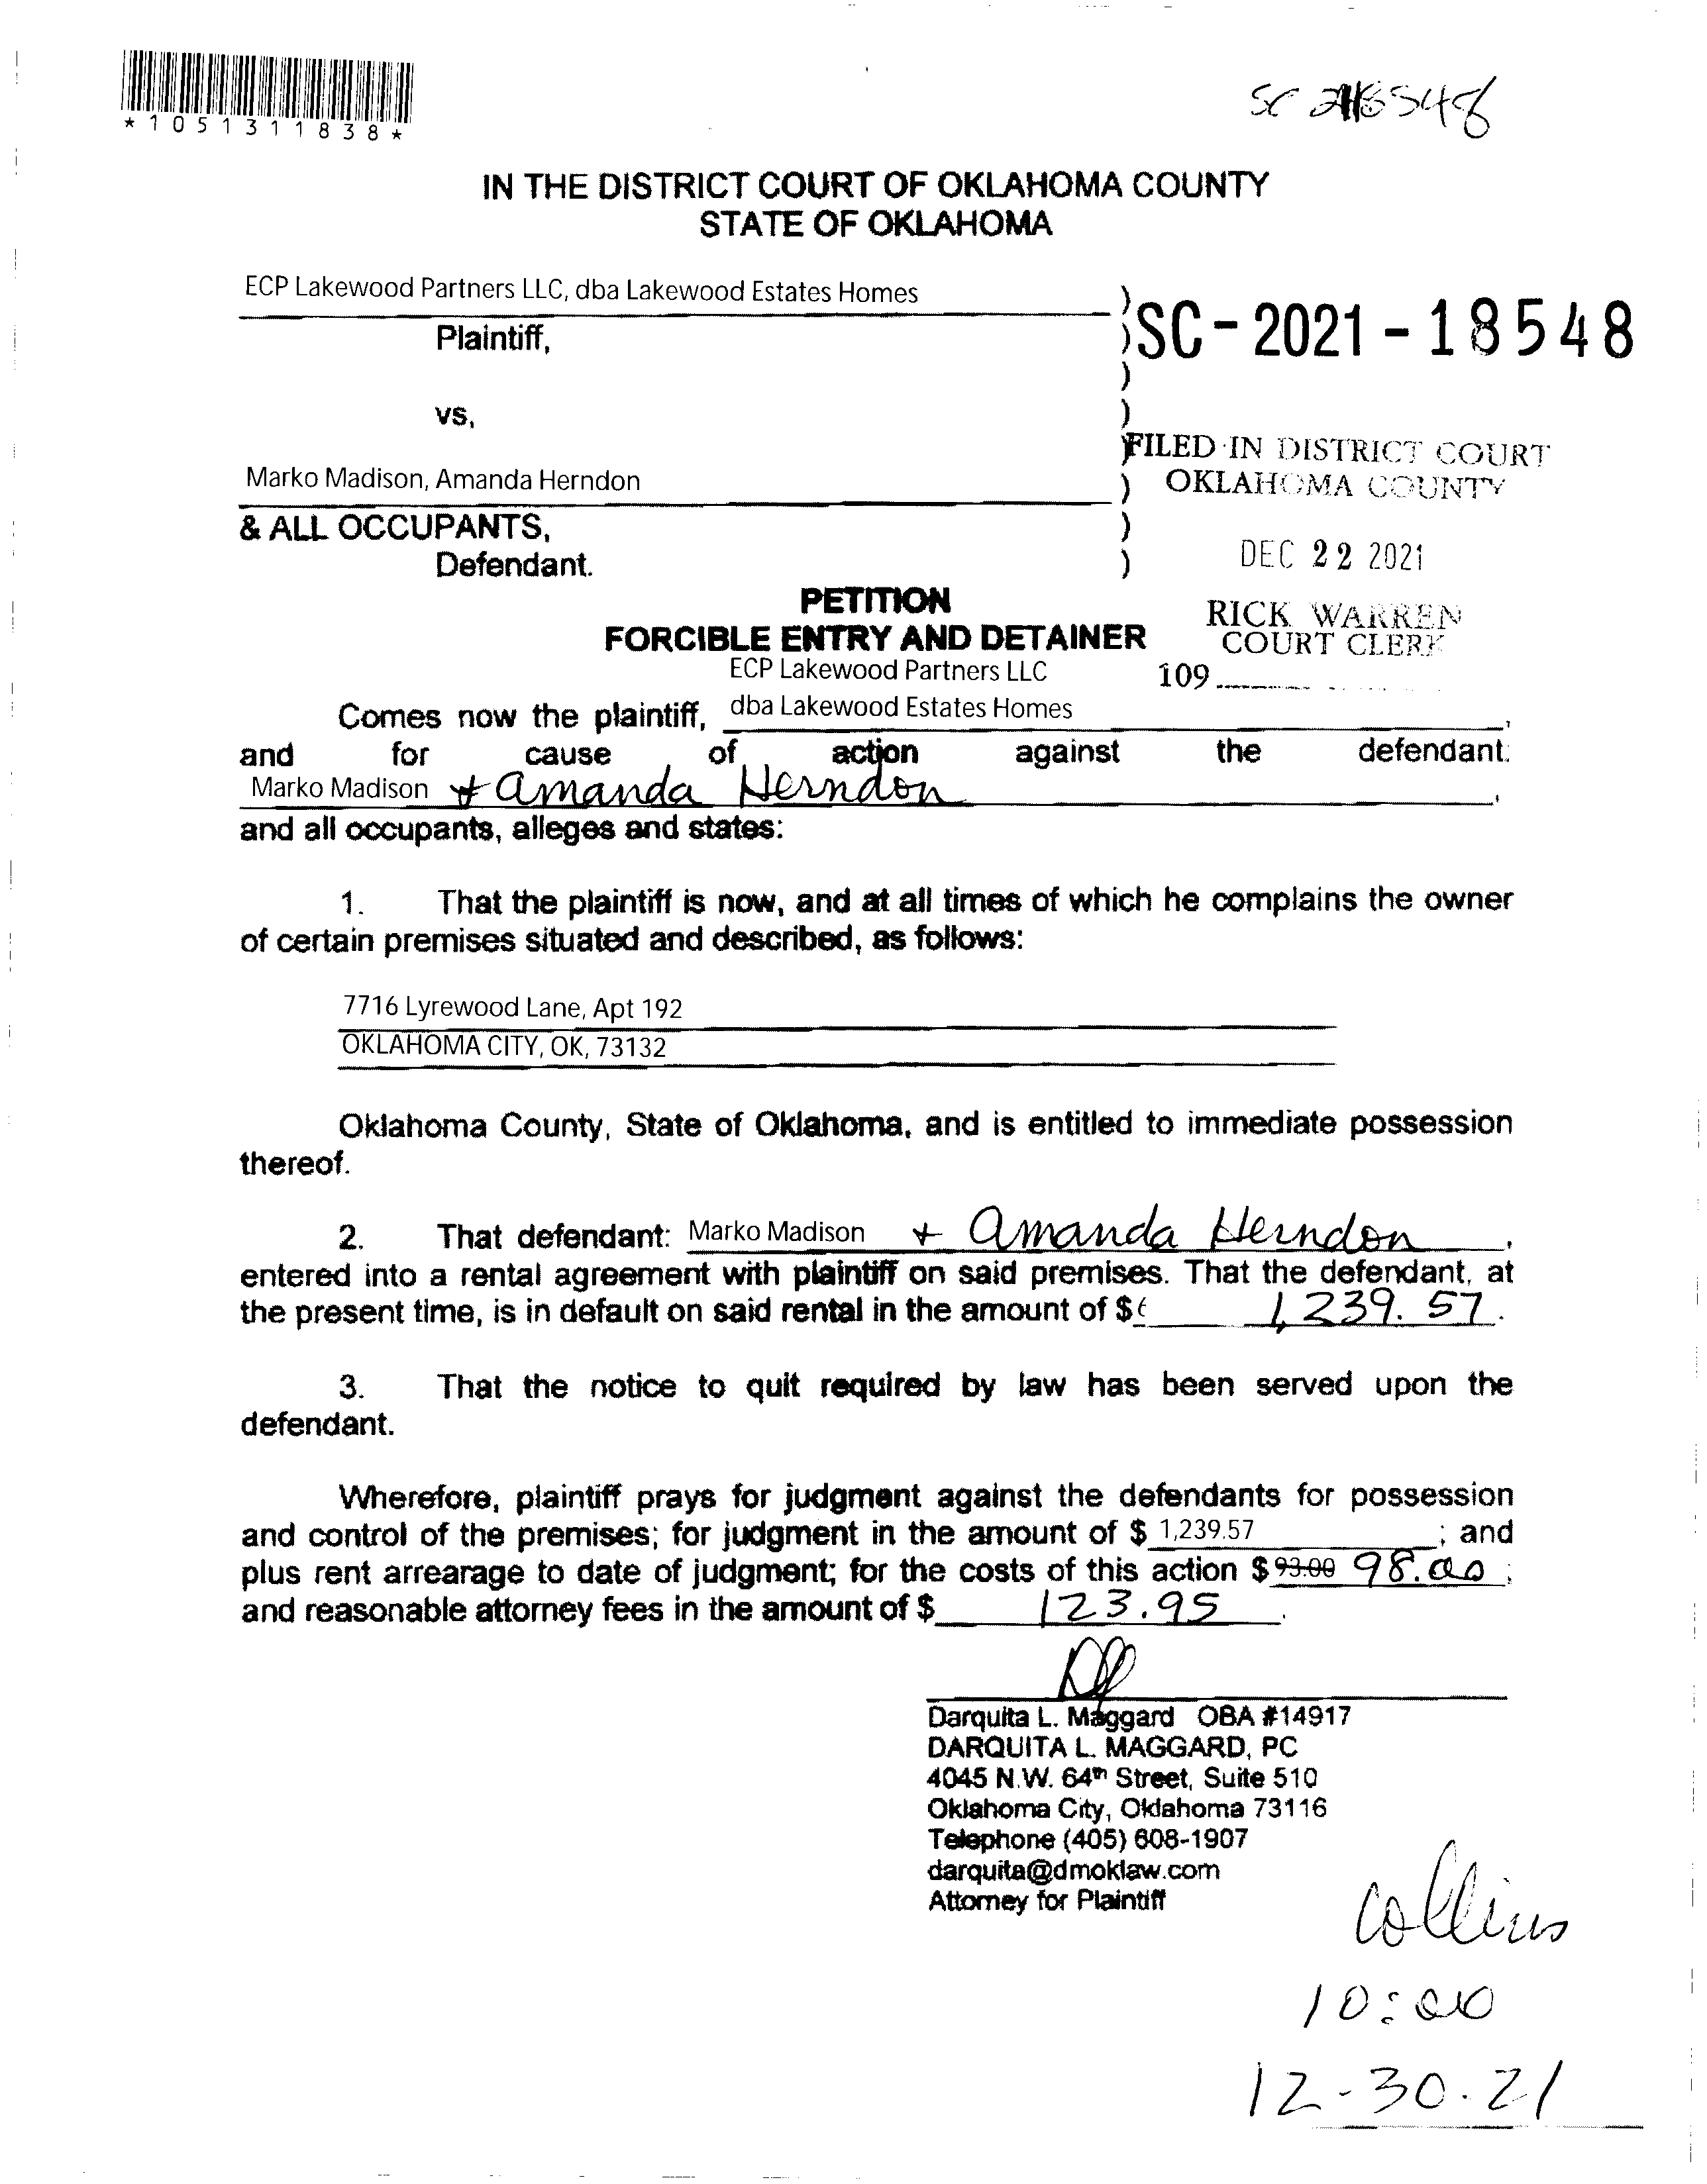 *1051311838*
SC 2118548
IN THE DISTRICT COURT OF OKLAHOMA COUNTY
STATE OF OKLAHOMA
ECP Lakewood Partners LLC, dba Lakewood Estates Homes )
Plaintiff, ) SC-2021-18548
)
vs, )
)FILED IN DISTRICT COURT
Marko Madison, Amanda Herndon ) OKLAHOMA COUNTY
& ALL OCCUPANTS, )
Defendant. ) DEC 22 2021
PETITION
FORCIBLE ENTRY AND DETAINER
RICK WARREN
COURT CLERK
109
ECP Lakewood Partners LLC
Comes now the plaintiff, dba Lakewood Estates Homes ,
and for cause of action against the defendant:
Marko Madison + Amanda Herndon ,
and all occupants, alleges and states:
1. That the plaintiff is now, and at all times of which he complains the owner
of certain premises situated and described, as follows:
7716 Lyrewood Lane, Apt 192
OKLAHOMA CITY, OK, 73132
Oklahoma County, State of Oklahoma, and is entitled to immediate possession
thereof.
2. That defendant: Marko Madison + Amanda Herndon ,
entered into a rental agreement with plaintiff on said premises. That the defendant, at
the present time, is in default on said rental in the amount of $ 1,239.57.
3. That the notice to quit required by law has been served upon the
defendant.
Wherefore, plaintiff prays for judgment against the defendants for possession
and control of the premises; for judgment in the amount of $ 1,239.57 ; and
plus rent arrearage to date of judgment; for the costs of this action $ 93.00 98.00 ;
and reasonable attorney fees in the amount of $ 123.95 .
Darquita L. Maggard OBA #14917
DARQUITA L. MAGGARD, PC
4045 N.W. 64th Street, Suite 510
Oklahoma City, Oklahoma 73116
Telephone (405) 608-1907
darquita@dmoklaw.com
Attorney for Plaintiff
Collins
10:00
12-30-21